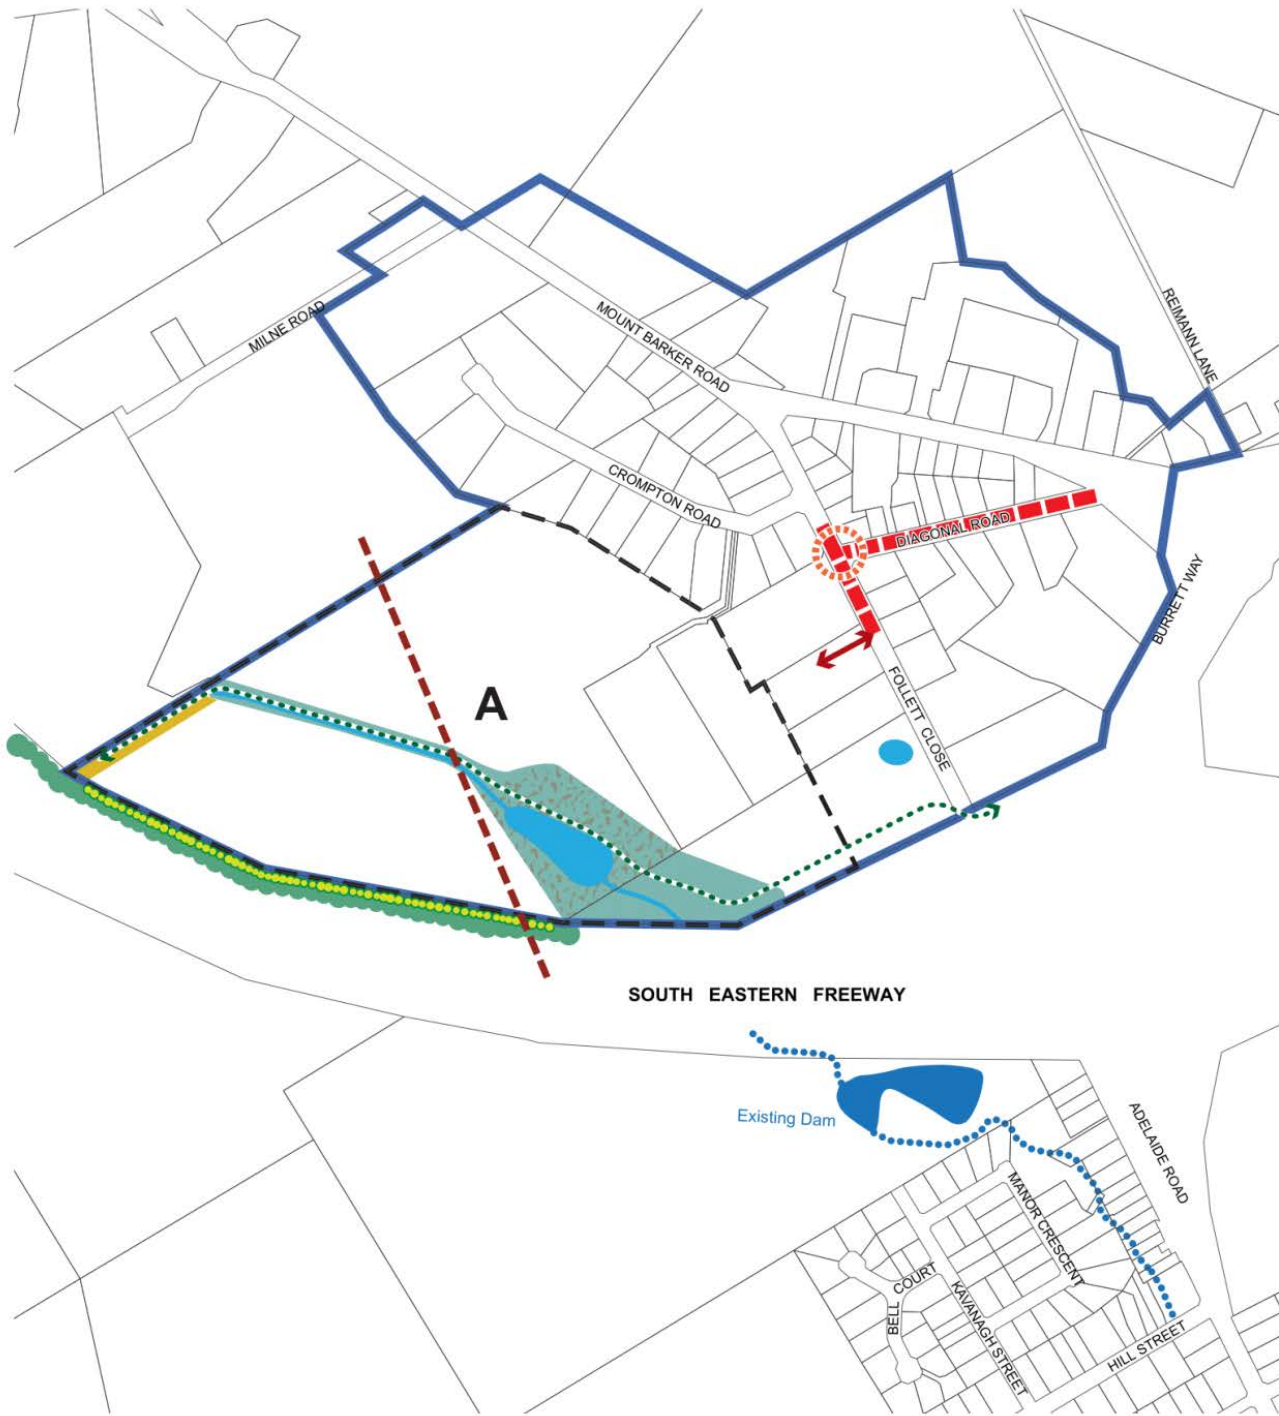 MILNE ROAD
MOUNT BARKER ROAD
REIMANN LANE
CROMPTON ROAD
DIAGONAL ROAD
BURRETT WAY
A
FOLLETT CLOSE
SOUTH EASTERN FREEWAY
Existing Dam
ADELAIDE ROAD
MANOR CRESCENT
BELL COURT
KAVANAGH STREET
HILL STREET